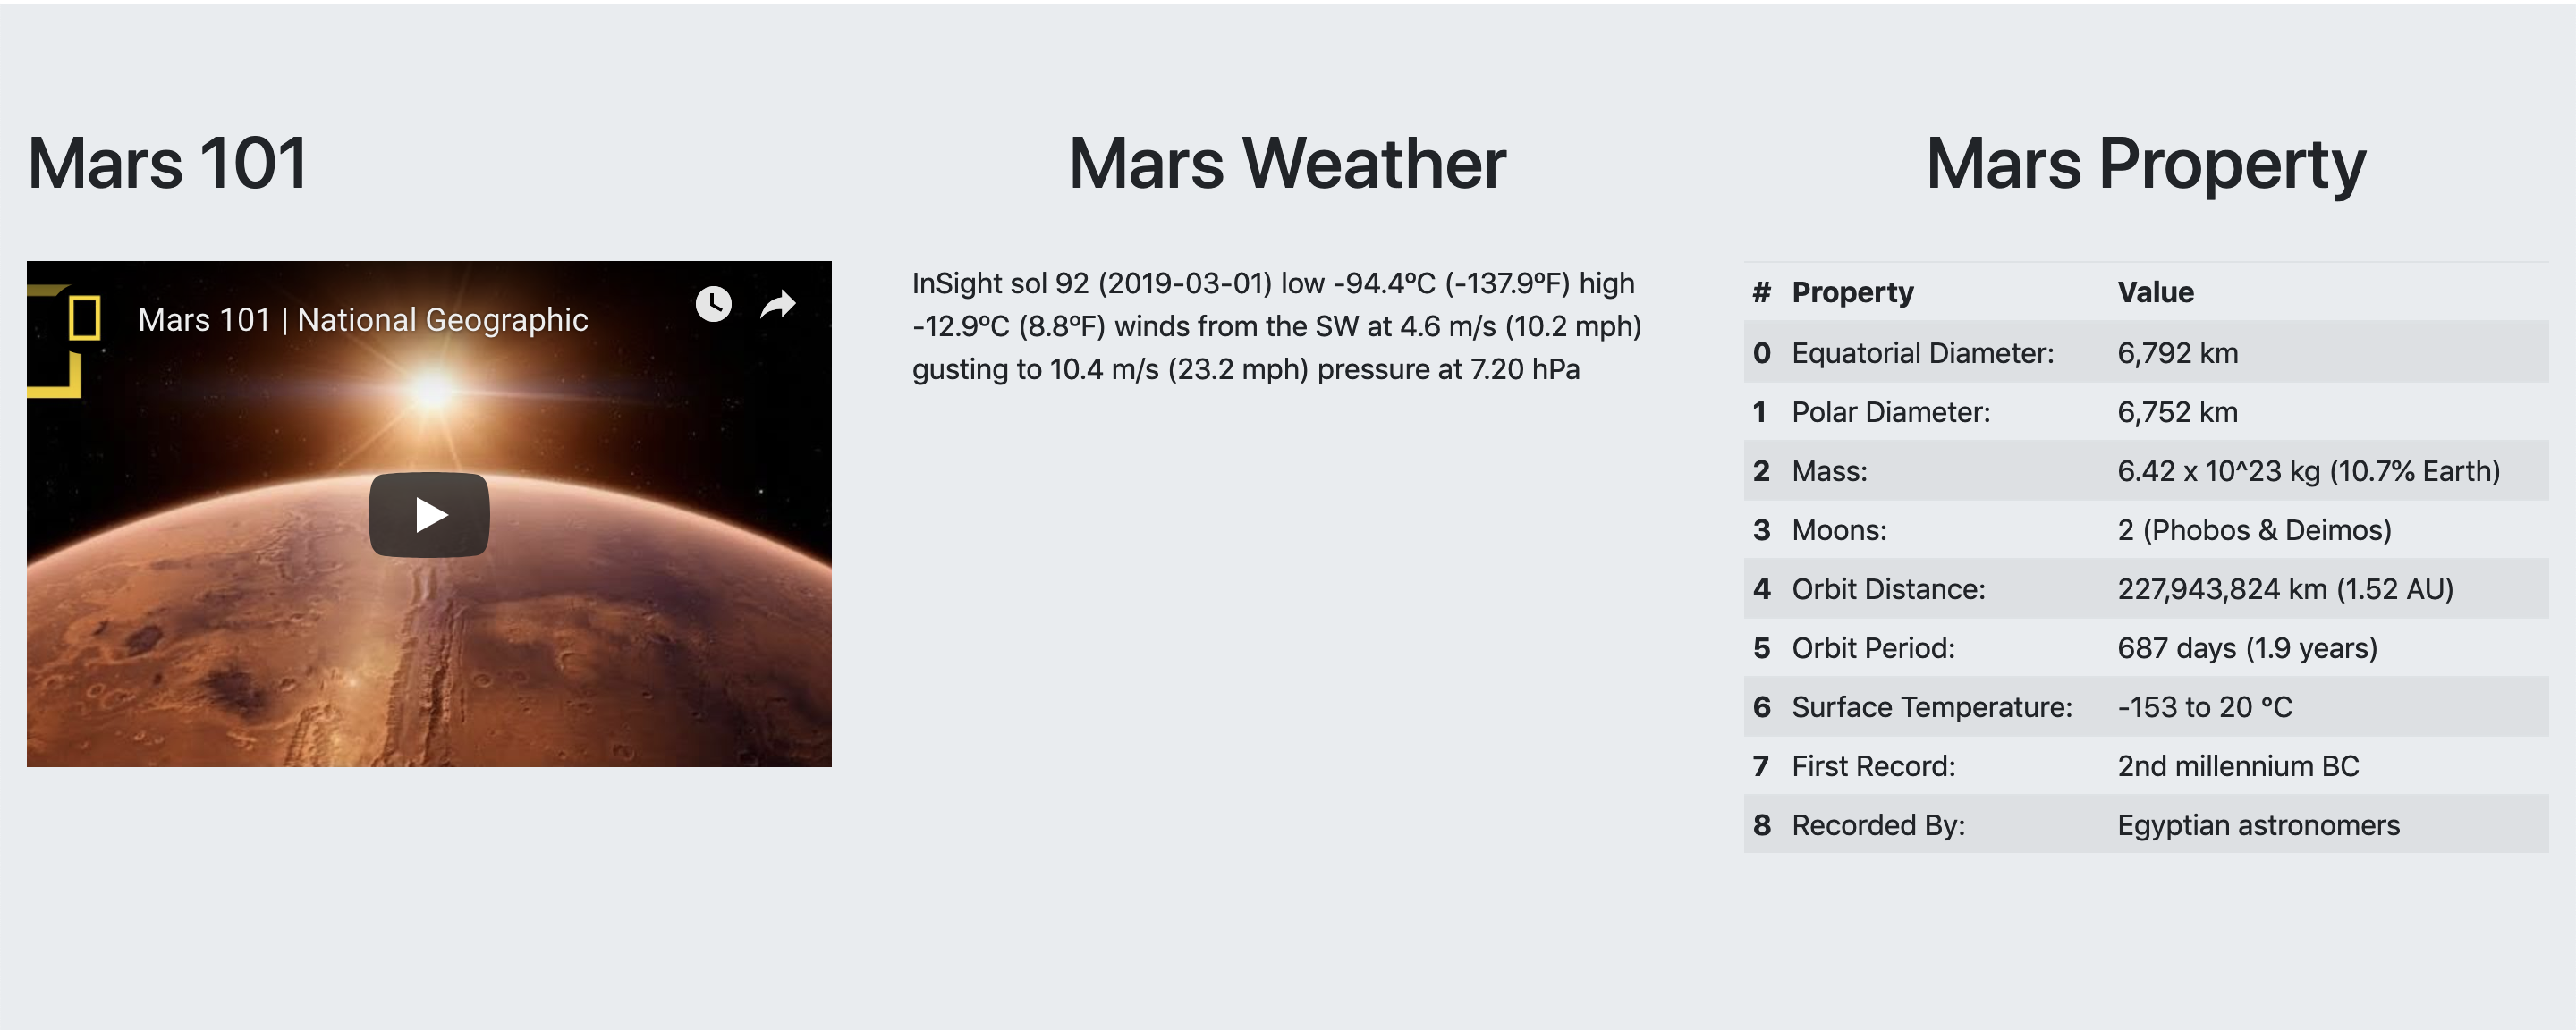 Mars 101
Mars 101 | National Geographic
Mars Weather
InSight sol 92 (2019-03-01) low -94.4ºC (-137.9ºF) high
-12.9ºC (8.8ºF) winds from the SW at 4.6 m/s (10.2 mph)
gusting to 10.4 m/s (23.2 mph) pressure at 7.20 hPa
Mars Property
# Property Value
0 Equatorial Diameter: 6,792 km
1 Polar Diameter: 6,752 km
2 Mass: 6.42 x 10^23 kg (10.7% Earth)
3 Moons: 2 (Phobos & Deimos)
4 Orbit Distance: 227,943,824 km (1.52 AU)
5 Orbit Period: 687 days (1.9 years)
6 Surface Temperature: -153 to 20 °C
7 First Record: 2nd millennium BC
8 Recorded By: Egyptian astronomers